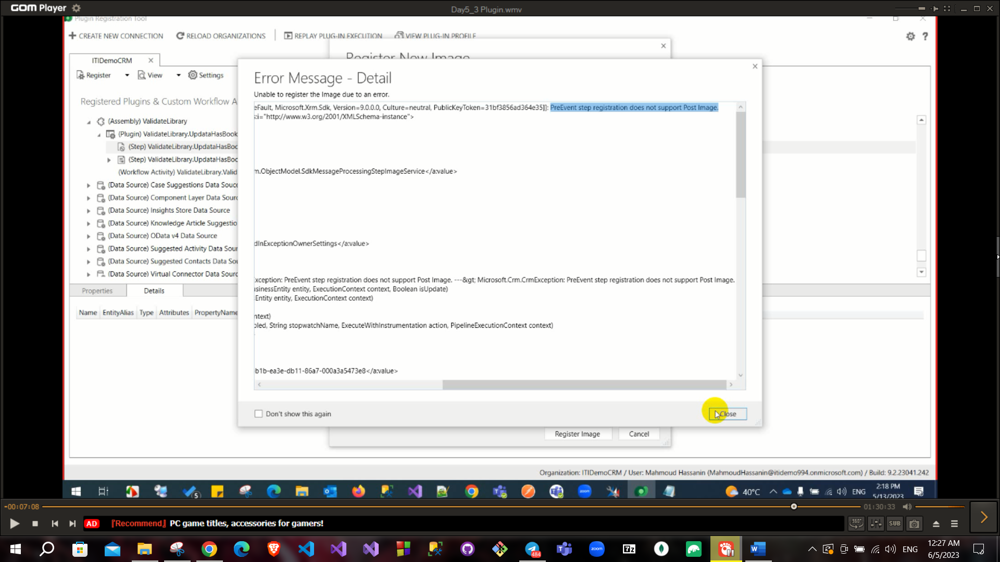 GOM Player
Day5_3 Plugin.wmv
Plugin Registration Tool
CREATE NEW CONNECTION
RELOAD ORGANIZATIONS
REPLAY PLUG-IN EXECUTION
VIEW PLUG-IN PROFILE
ITIDemoCRM
Register
View
Settings
Register New Image
Registered Plugins & Custom Workflow A
(Assembly) ValidateLibrary
(Plugin) ValidateLibrary.UpdataHasBook
(Step) ValidateLibrary.UpdataHasBoo
(Step) ValidateLibrary.UpdataHasBoo
(Workflow Activity) ValidateLibrary.Valid
(Data Source) Case Suggestions Data Souce
(Data Source) Component Layer Data Sourc
(Data Source) Insights Store Data Source
(Data Source) Knowledge Article Suggestio
(Data Source) OData v4 Data Source
(Data Source) Suggested Activity Data Sour
(Data Source) Suggested Contacts Data Sou
(Data Source) Virtual Connector Data Sourc
Properties
Details
Name EntityAlias Type Attributes PropertyName
Error Message - Detail
Unable to register the Image due to an error.
eFault, Microsoft.Xrm.Sdk, Version=9.0.0.0, Culture=neutral, PublicKeyToken=31bf3856ad364e35]]: PreEvent step registration does not support Post Image.
s:i="http://www.w3.org/2001/XMLSchema-instance">
m.ObjectModel.SdkMessageProcessingStepImageService</a:value>
dInExceptionOwnerSettings</a:value>
xception: PreEvent step registration does not support Post Image. ---&gt; Microsoft.Crm.CrmException: PreEvent step registration does not support Post Image.
usinessEntity entity, ExecutionContext context, Boolean isUpdate)
sEntity entity, ExecutionContext context)
ntext)
bled, String stopwatchName, ExecuteWithInstrumentation action, PipelineExecutionContext context)
b1b-ea3e-db11-86a7-000a3a5473e8</a:value>
Don't show this again
Close
Register Image
Cancel
Organization: ITIDemoCRM / User: Mahmoud Hassanin (MahmoudHassanin@itidemo994.onmicrosoft.com) / Build: 9.2.23041.242
40°C
ENG
2:18 PM
5/13/2023
-00:07:08
01:30:33
AD
『Recommend』 PC game titles, accessories for gamers!
360°
SUB
484
zoom
7z
ENG
12:27 AM
6/5/2023